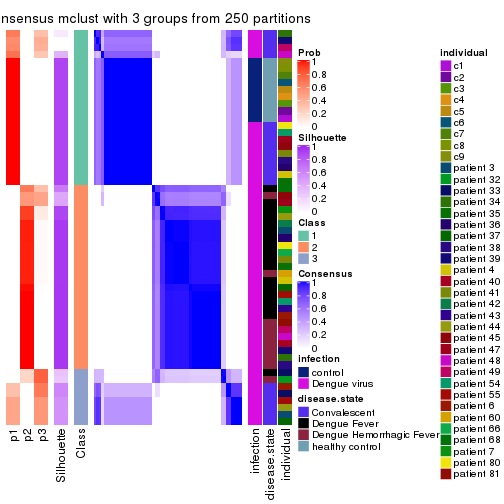 nsensus mclust with 3 groups from 250 partitions
p1
p2
p3
Silhouette
Class
infection
disease.state
individual
Prob
1
0.8
0.6
0.4
0.2
0
Silhouette
1
0.8
0.6
0.4
0.2
0
Class
1
2
3
Consensus
1
0.8
0.6
0.4
0.2
0
infection
control
Dengue virus
disease.state
Convalescent
Dengue Fever
Dengue Hemorrhagic Fever
healthy control
individual
c1
c2
c3
c4
c5
c6
c7
c8
c9
patient 3
patient 32
patient 33
patient 34
patient 35
patient 36
patient 37
patient 38
patient 39
patient 4
patient 40
patient 41
patient 42
patient 43
patient 44
patient 45
patient 47
patient 48
patient 49
patient 54
patient 55
patient 6
patient 60
patient 66
patient 68
patient 7
patient 80
patient 81